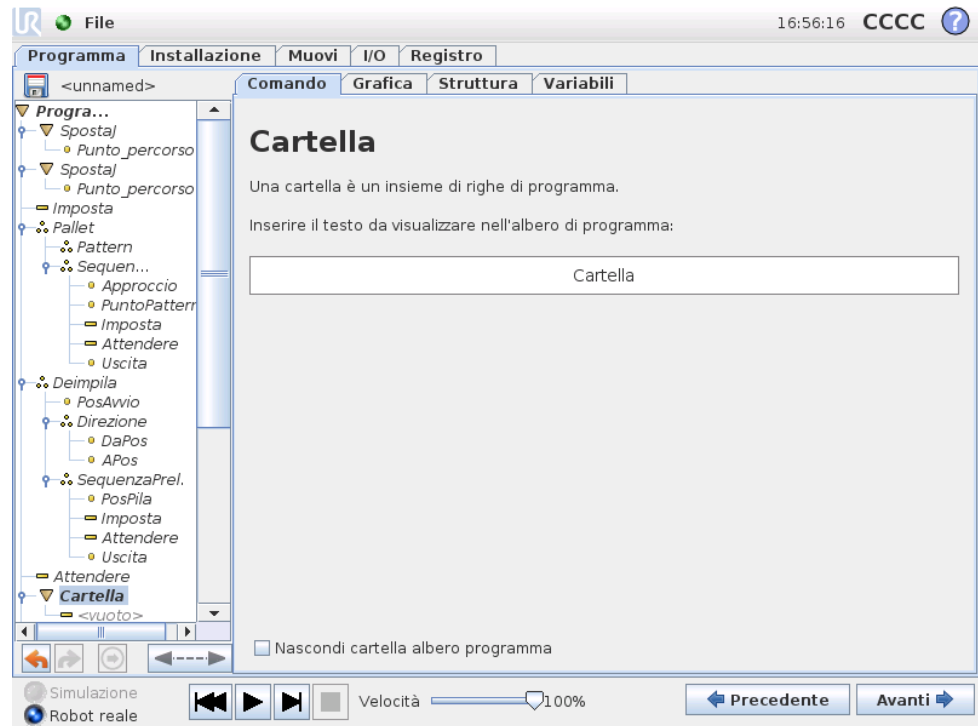 UR File 16:56:16 CCCC ?
Programma Installazione Muovi I/O Registro
<unnamed>
Comando Grafica Struttura Variabili
Progra...
SpostaJ
Punto_percorso
SpostaJ
Punto_percorso
Imposta
Pallet
Pattern
Sequen...
Approccio
PuntoPattern
Imposta
Attendere
Uscita
Deimpila
PosAvvio
Direzione
DaPos
APos
SequenzaPrel.
PosPila
Imposta
Attendere
Uscita
Attendere
Cartella
<vuoto>
Cartella
Una cartella è un insieme di righe di programma.
Inserire il testo da visualizzare nell'albero di programma:
Cartella
Nascondi cartella albero programma
Simulazione
Robot reale
Velocità 100%
Precedente Avanti